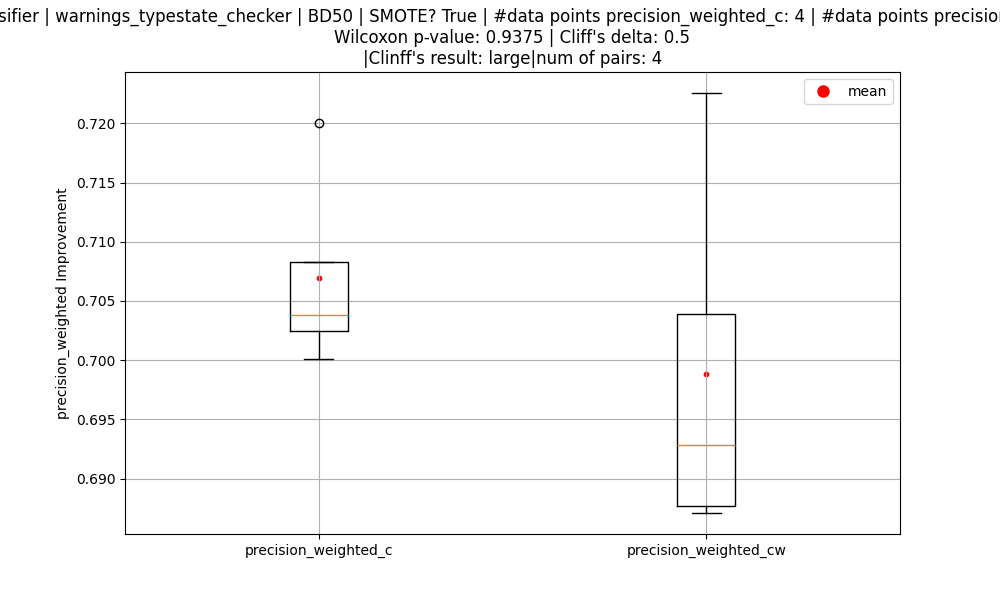 | warnings_typestate_checker | BD50 | SMOTE? True | #data points precision_weighted_c: 4 | #data points
Wilcoxon p-value: 0.9375 | Cliff's delta: 0.5
|Clinff's result: large|num of pairs: 4
mean
precision_weighted Improvement
0.720
0.715
0.710
0.705
0.700
0.695
0.690
precision_weighted_c
precision_weighted_cw